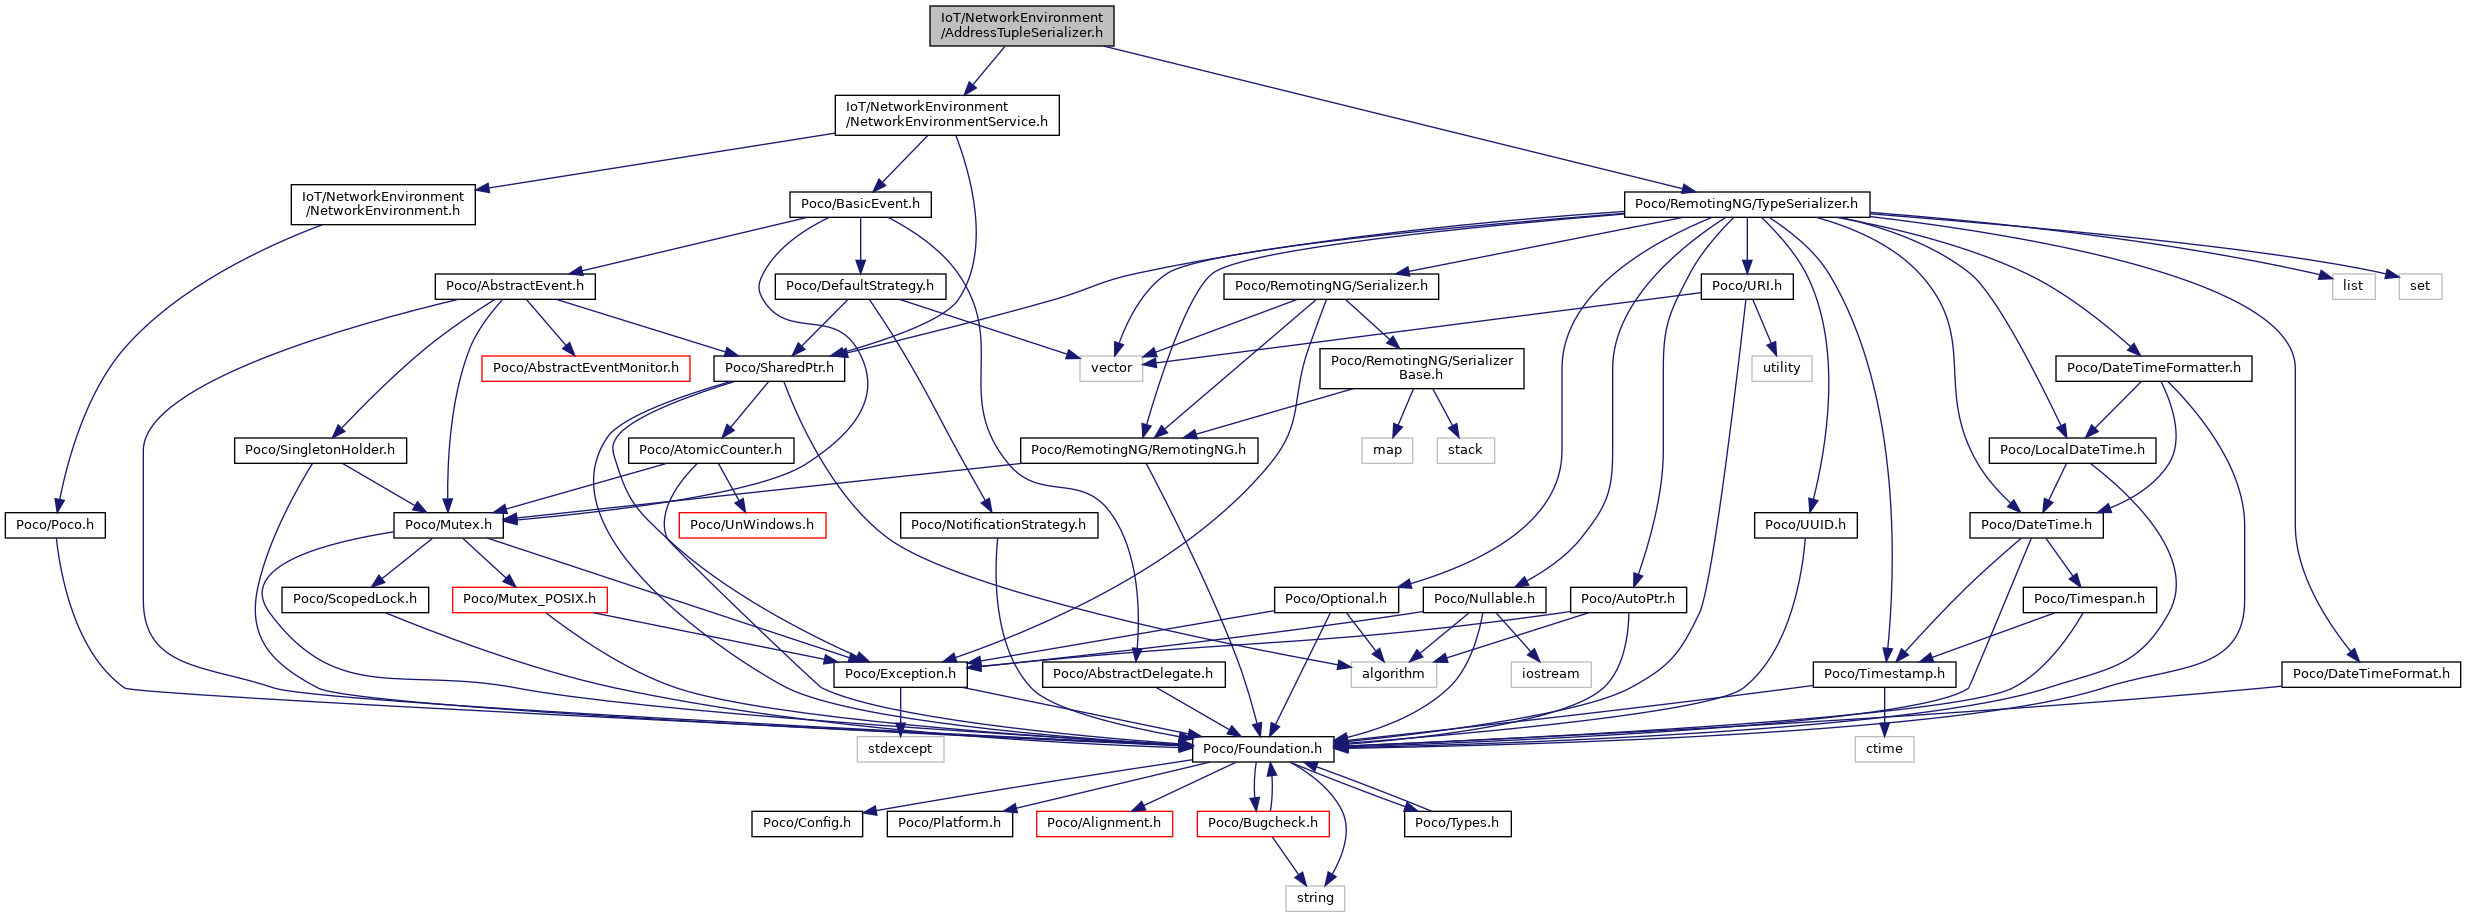 IoT/NetworkEnvironment
/AddressTupleSerializer.h
IoT/NetworkEnvironment
/NetworkEnvironmentService.h
IoT/NetworkEnvironment
/NetworkEnvironment.h
Poco/BasicEvent.h
Poco/RemotingNG/TypeSerializer.h
Poco/AbstractEvent.h
Poco/DefaultStrategy.h
Poco/RemotingNG/Serializer.h
Poco/URI.h
list
set
Poco/AbstractEventMonitor.h
Poco/SharedPtr.h
vector
Poco/RemotingNG/Serializer
Base.h
utility
Poco/DateTimeFormatter.h
Poco/SingletonHolder.h
Poco/AtomicCounter.h
Poco/RemotingNG/RemotingNG.h
map
stack
Poco/LocalDateTime.h
Poco/Poco.h
Poco/Mutex.h
Poco/UnWindows.h
Poco/NotificationStrategy.h
Poco/UUID.h
Poco/DateTime.h
Poco/ScopedLock.h
Poco/Mutex_POSIX.h
Poco/Optional.h
Poco/Nullable.h
Poco/AutoPtr.h
Poco/Timespan.h
Poco/Exception.h
Poco/AbstractDelegate.h
algorithm
iostream
Poco/Timestamp.h
Poco/DateTimeFormat.h
stdexcept
Poco/Foundation.h
ctime
Poco/Config.h
Poco/Platform.h
Poco/Alignment.h
Poco/Bugcheck.h
Poco/Types.h
string